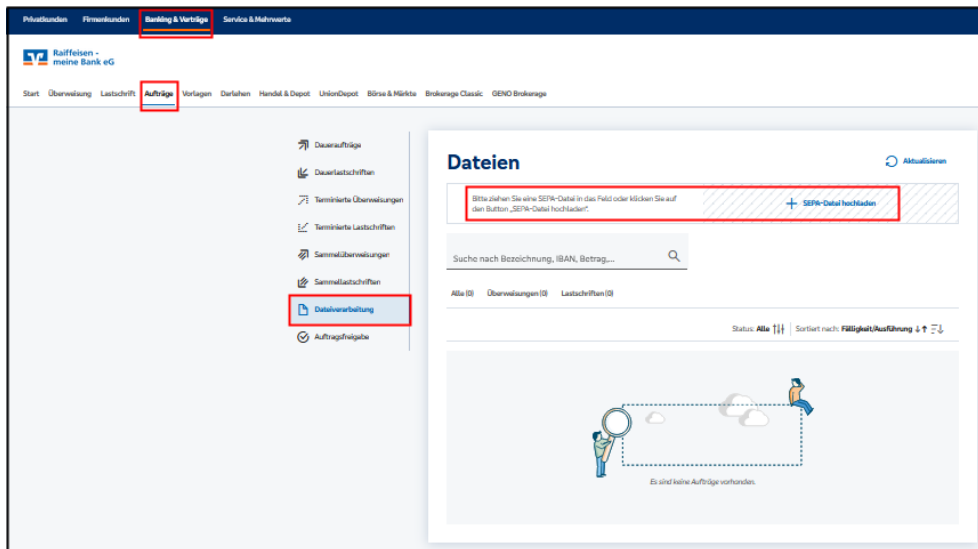 Privatkunden Firmenkunden Banking & Verträge Service & Mehrwerte
Raiffeisen -
meine Bank eG
Start Überweisung Lastschrift Aufträge Vorlagen Darlehen Handel & Depot UnionDepot Börse & Märkte Brokerage Classic GENO Brokerage
Daueraufträge
Dauerlastschriften
Terminierte Überweisungen
Terminierte Lastschriften
Sammelüberweisungen
Sammellastschriften
Dateiverarbeitung
Auftragsfreigabe
Dateien
Aktualisieren
Bitte ziehen Sie eine SEPA-Datei in das Feld oder klicken Sie auf
den Button „SEPA-Datei hochladen“.
SEPA-Datei hochladen
Suche nach Bezeichnung, IBAN, Betrag,...
Alle (0) Überweisungen (0) Lastschriften (0)
Status: Alle Sortiert nach: Fälligkeit/Ausführung
Es sind keine Aufträge vorhanden.